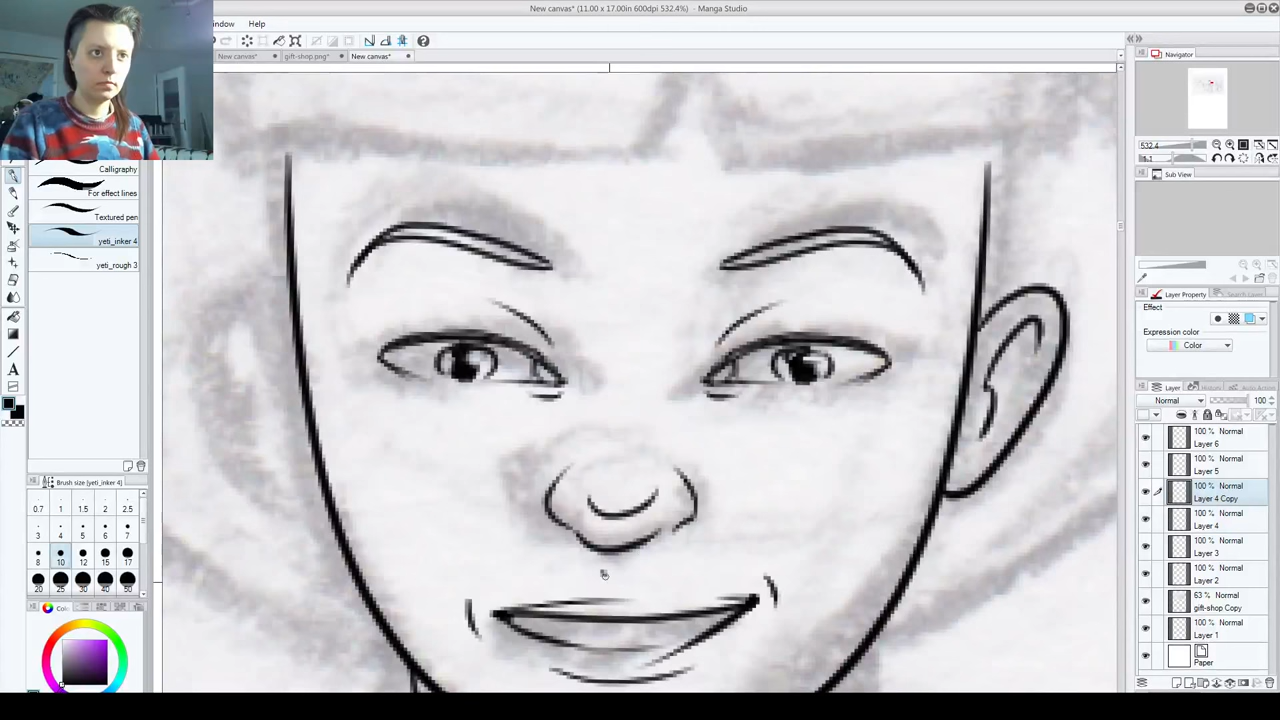 New canvas* (11.00 x 17.00in 600dpi 532.4%) - Manga Studio
indow Help
New canvas* gift-shop.png* New canvas*
Navigator
532.4
Sub View
Calligraphy
For effect lines
Textured pen
yeti_inker 4
yeti_rough 3
Layer Property
Effect
Expression color
Color
Layer
Normal 100
100 % Normal
Layer 6
100 % Normal
Layer 5
100 % Normal
Layer 4 Copy
100 % Normal
Layer 4
100 % Normal
Layer 3
100 % Normal
Layer 2
63 % Normal
gift-shop Copy
100 % Normal
Layer 1
Paper
Brush size (yeti_inker 4)
0.7 1 1.5 2 2.5
3 4 5 6 7
8 10 12 15 17
20 25 30 40 50